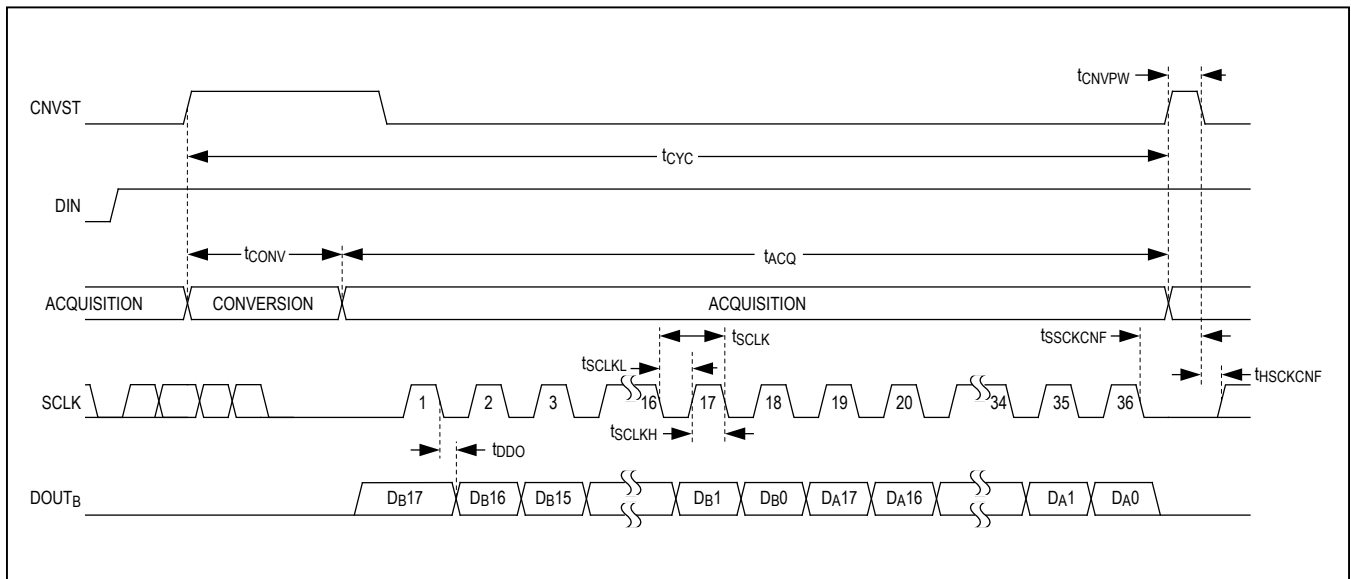 tCNVPW
CNVST
tCYC
DIN
tCONV
tACQ
ACQUISITION CONVERSION ACQUISITION
tSCLK
tSSCKCNF
tSCLKL
tHSCKCNF
SCLK 1 2 3 16 17 18 19 20 34 35 36
tSCLKH
tDDO
DOUTB DB17 DB16 DB15 DB1 DB0 DA17 DA16 DA1 DA0